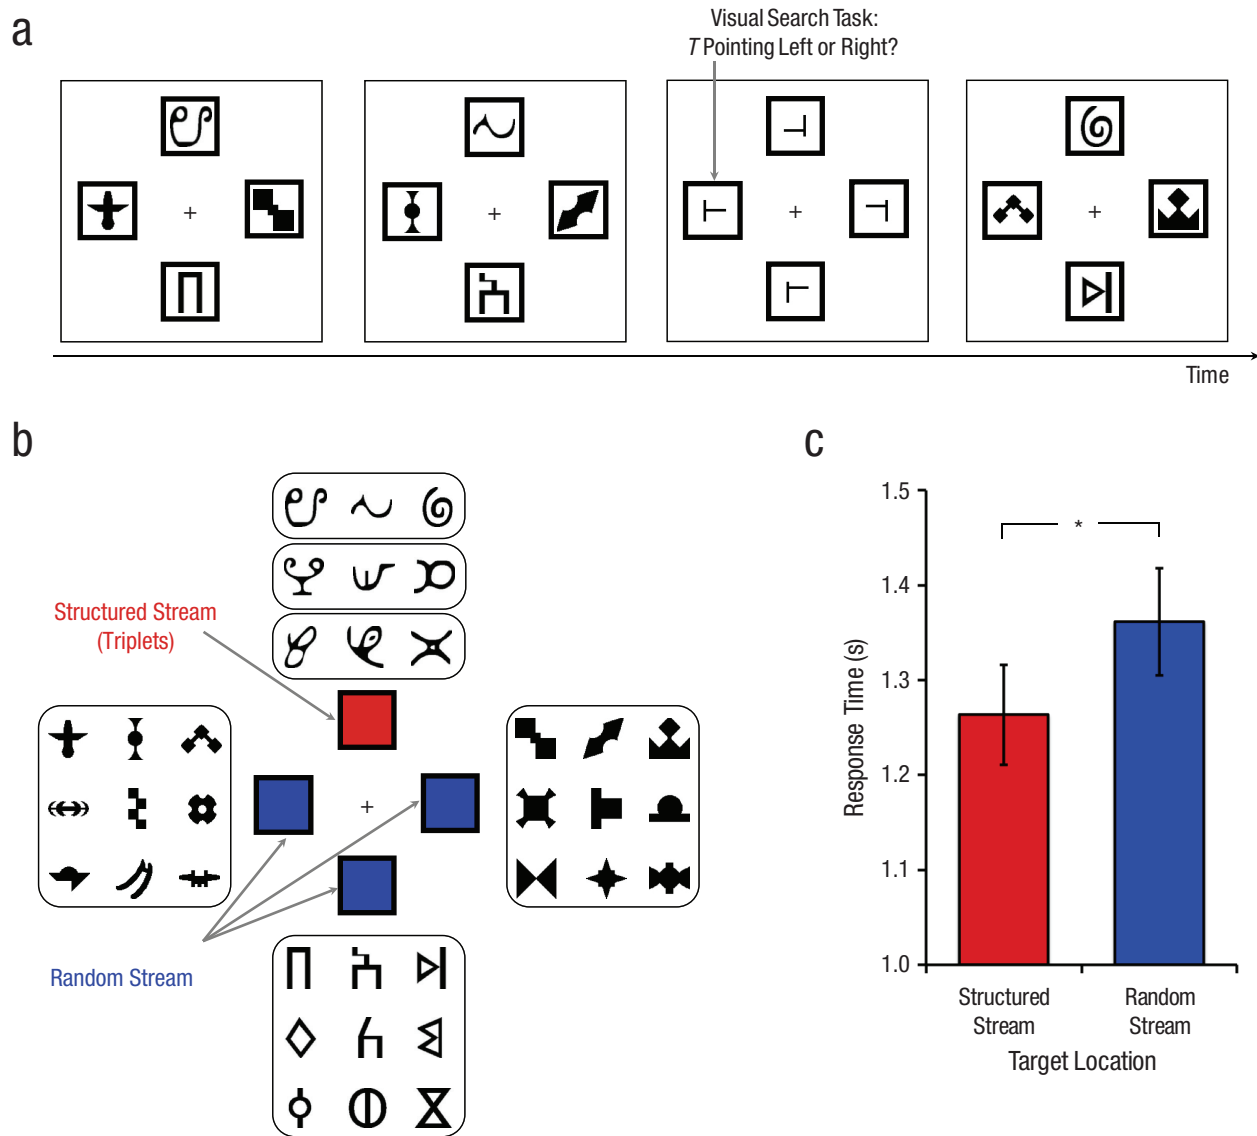 a
Visual Search Task:
T Pointing Left or Right?
+
+
+
+
Time
b
Structured Stream
(Triplets)
+
Random Stream
c
Response Time (s)
1.5
1.4
1.3
1.2
1.1
1.0
*
Structured
Stream
Random
Stream
Target Location